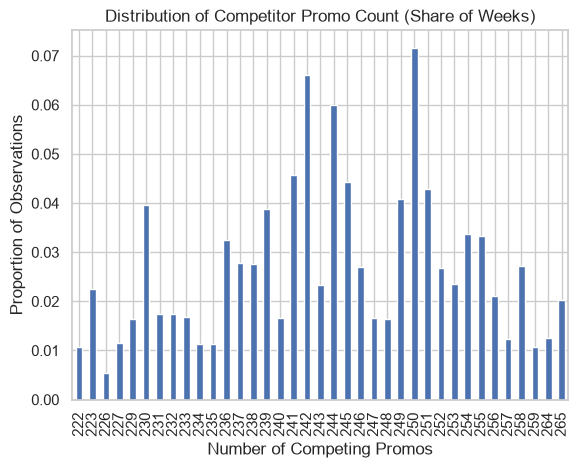 Distribution of Competitor Promo Count (Share of Weeks)
Proportion of Observations
0.07
0.06
0.05
0.04
0.03
0.02
0.01
0.00
222 223 226 227 229 230 231 232 233 234 235 236 237 238 239 240 241 242 243 244 245 246 247 248 249 250 251 252 253 254 255 256 257 258 259 264 265
Number of Competing Promos